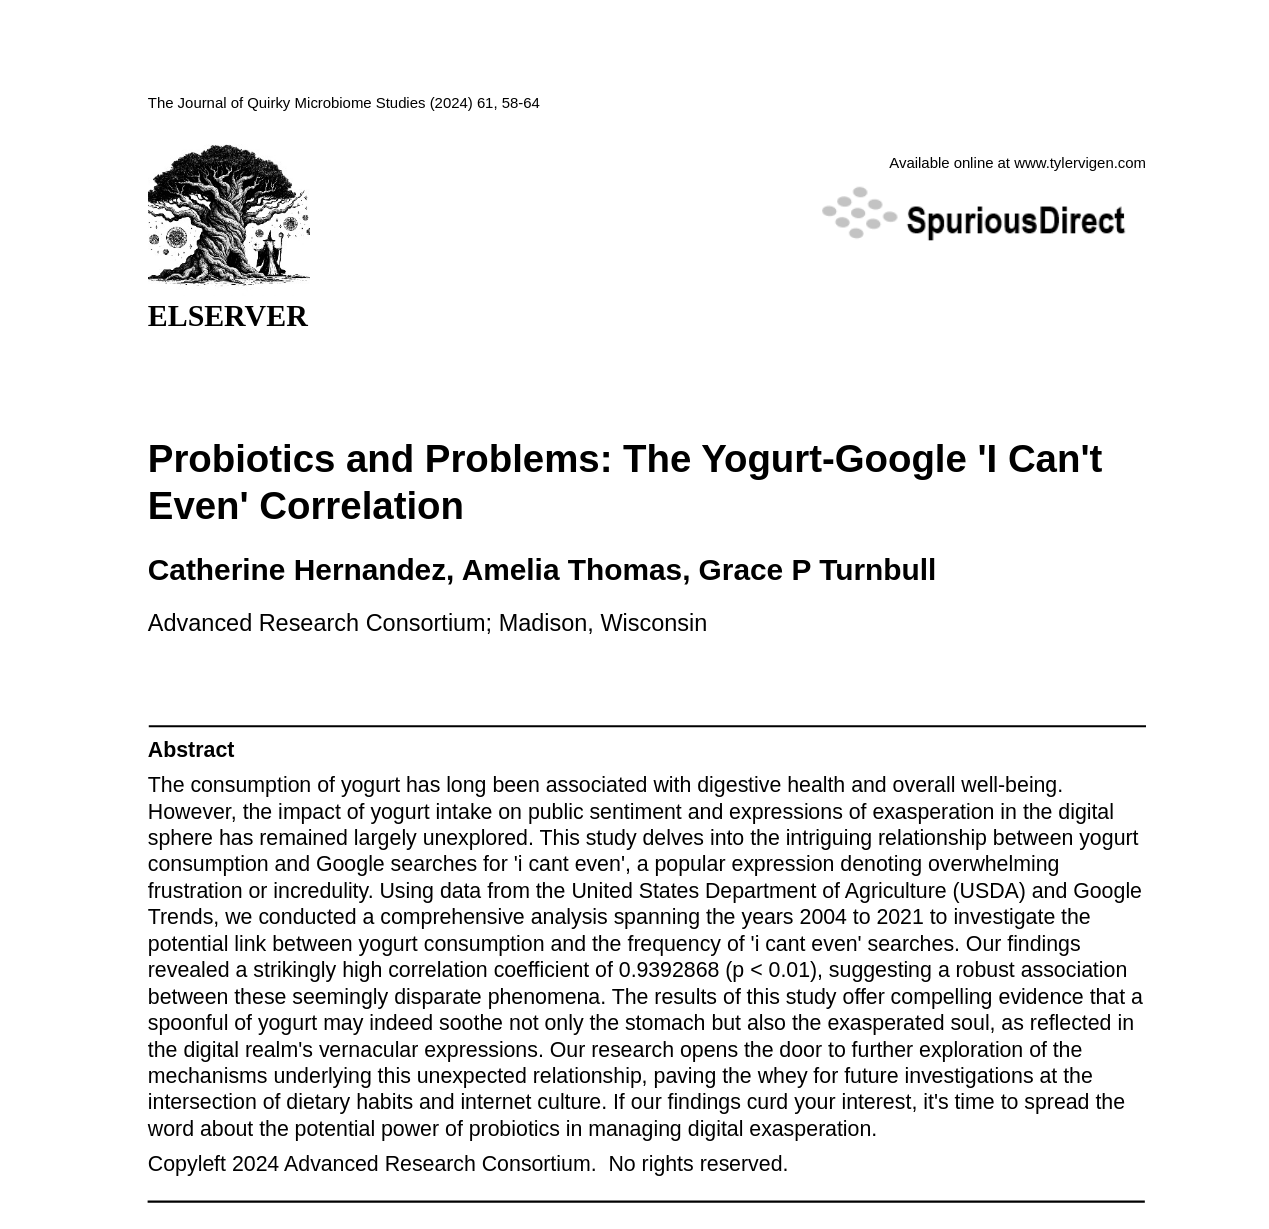 The Journal of Quirky Microbiome Studies (2024) 61, 58-64
Available online at www.tylervigen.com
SpuriousDirect
ELSERVER
Probiotics and Problems: The Yogurt-Google 'I Can't
Even' Correlation
Catherine Hernandez, Amelia Thomas, Grace P Turnbull
Advanced Research Consortium; Madison, Wisconsin
Abstract
The consumption of yogurt has long been associated with digestive health and overall well-being.
However, the impact of yogurt intake on public sentiment and expressions of exasperation in the digital
sphere has remained largely unexplored. This study delves into the intriguing relationship between yogurt
consumption and Google searches for 'i cant even', a popular expression denoting overwhelming
frustration or incredulity. Using data from the United States Department of Agriculture (USDA) and Google
Trends, we conducted a comprehensive analysis spanning the years 2004 to 2021 to investigate the
potential link between yogurt consumption and the frequency of 'i cant even' searches. Our findings
revealed a strikingly high correlation coefficient of 0.9392868 (p < 0.01), suggesting a robust association
between these seemingly disparate phenomena. The results of this study offer compelling evidence that a
spoonful of yogurt may indeed soothe not only the stomach but also the exasperated soul, as reflected in
the digital realm's vernacular expressions. Our research opens the door to further exploration of the
mechanisms underlying this unexpected relationship, paving the whey for future investigations at the
intersection of dietary habits and internet culture. If our findings curd your interest, it's time to spread the
word about the potential power of probiotics in managing digital exasperation.
Copyleft 2024 Advanced Research Consortium.  No rights reserved.